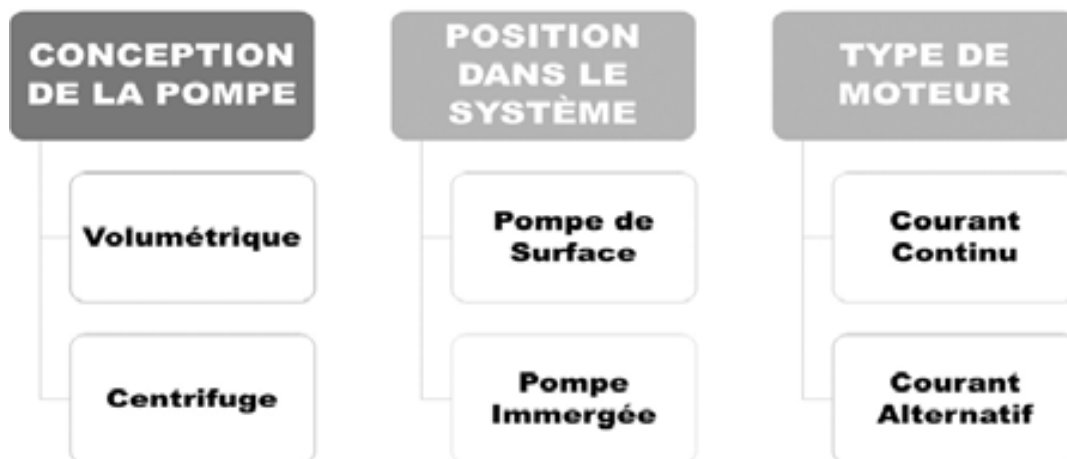 CONCEPTION
DE LA POMPE
Volumétrique
Centrifuge
POSITION
DANS LE
SYSTÈME
Pompe de
Surface
Pompe
Immergée
TYPE DE
MOTEUR
Courant
Continu
Courant
Alternatif